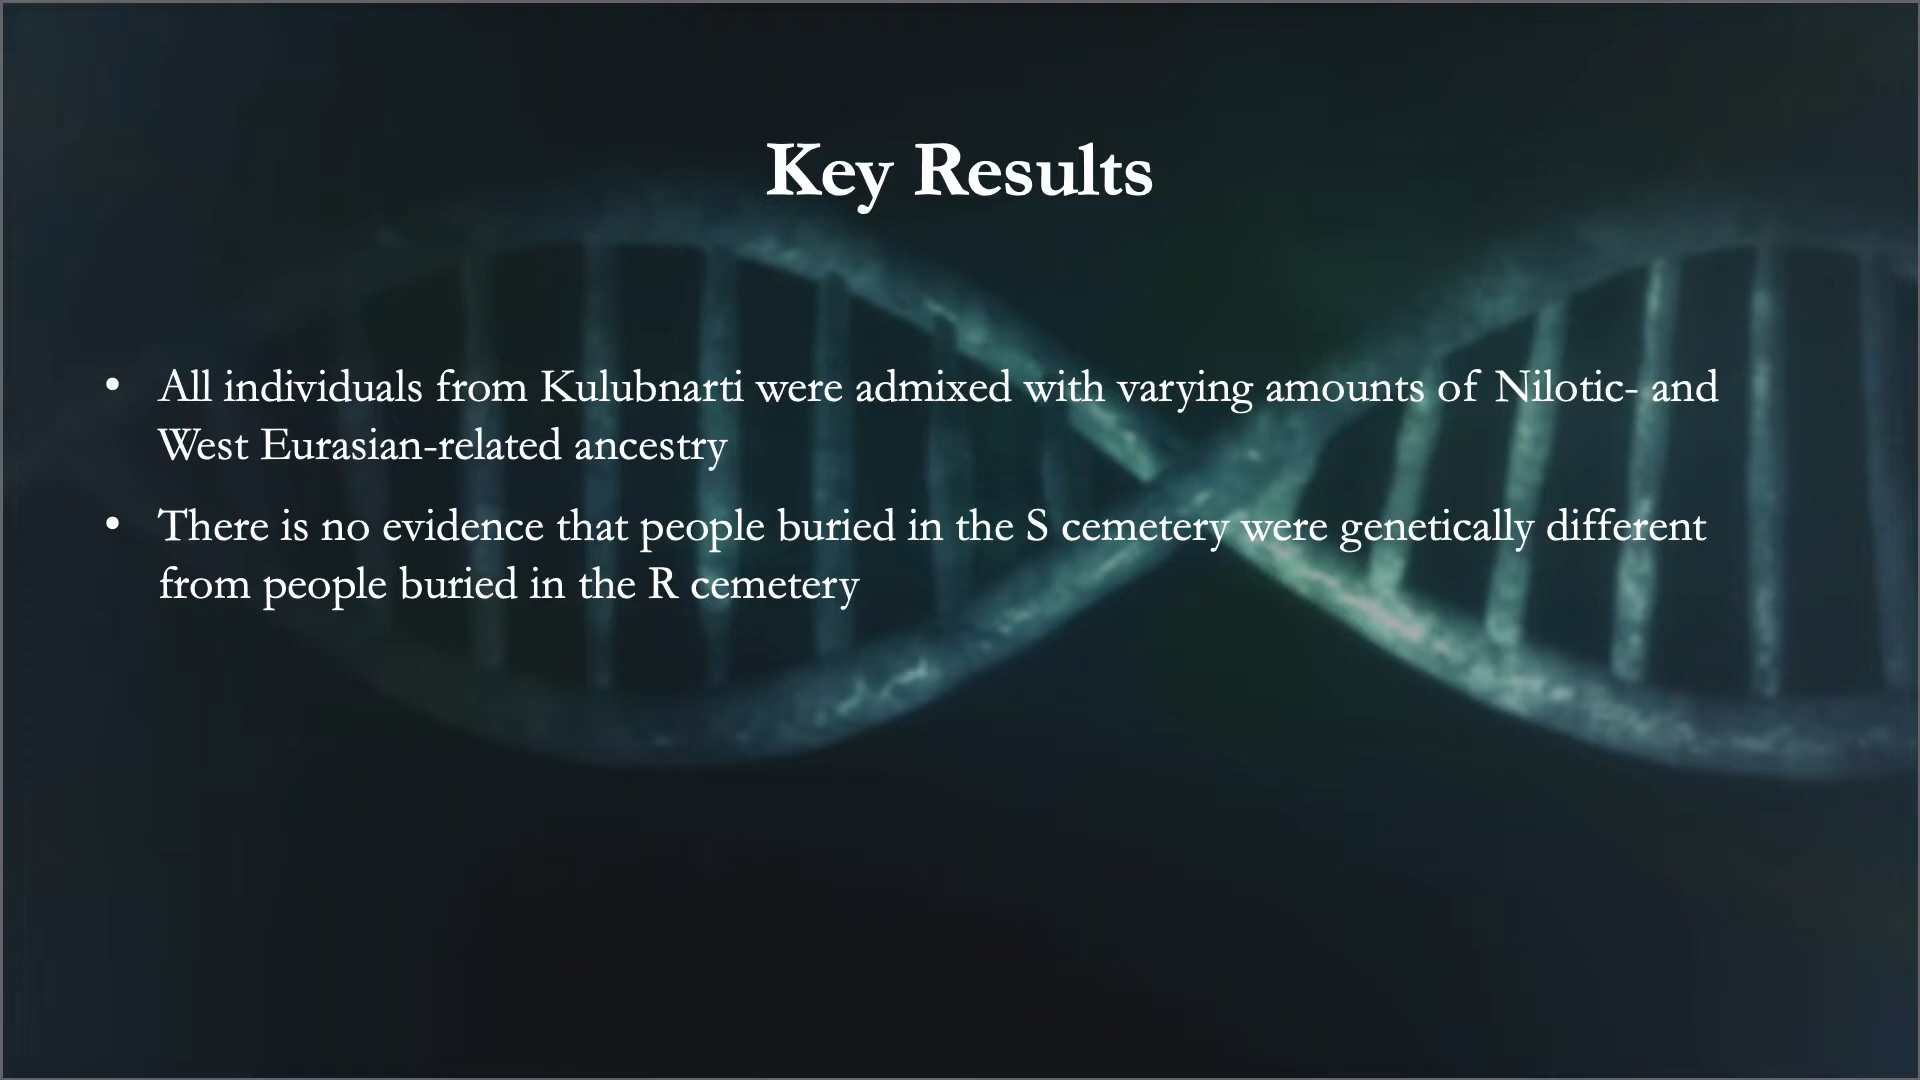 Key Results
• All individuals from Kulubnarti were admixed with varying amounts of Nilotic- and
West Eurasian-related ancestry
• There is no evidence that people buried in the S cemetery were genetically different
from people buried in the R cemetery